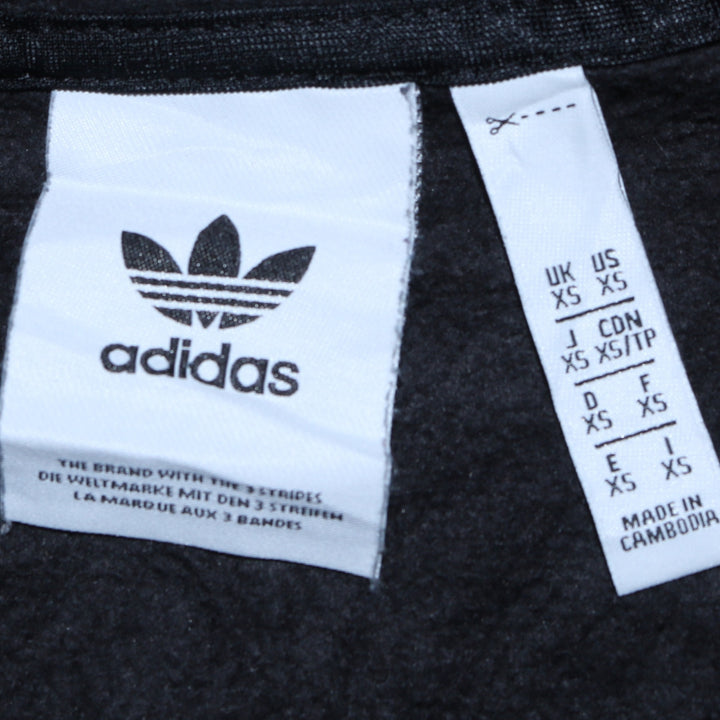 adidas
THE BRAND WITH THE 3 STRIPES
DIE WELTMARKE MIT DEN 3 STREIFEN
LA MARQUE AUX 3 BANDES
UK US
XS XS
J CDN
XS XS/TP
D F
XS XS
E I
XS XS
MADE IN
CAMBODIA